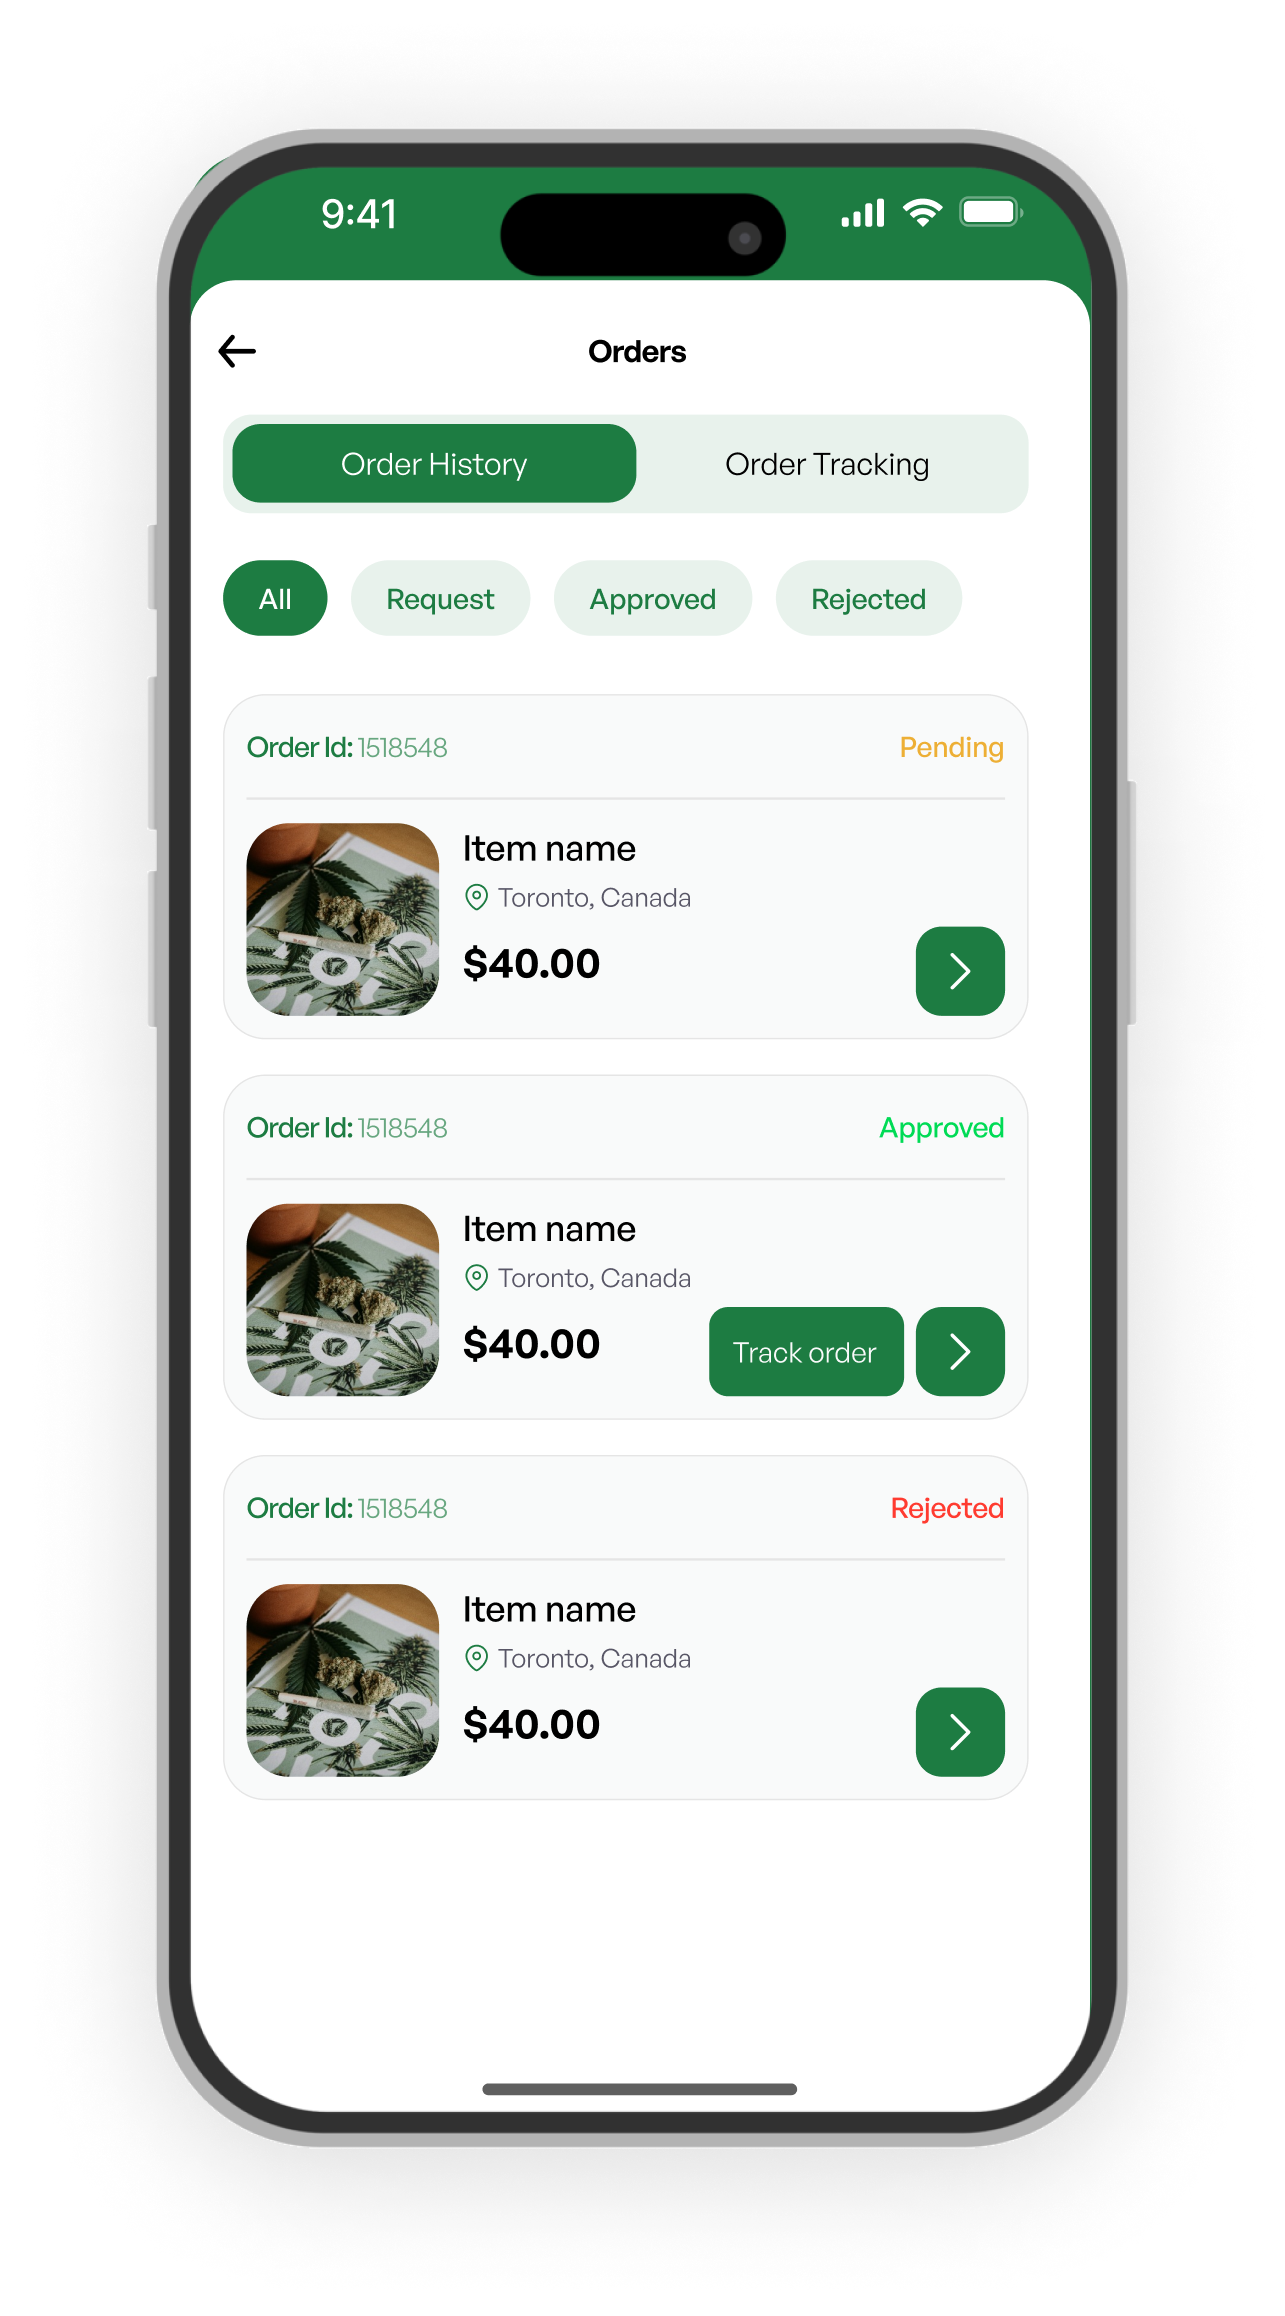 9:41
Orders
Order History
Order Tracking
All
Request
Approved
Rejected
Order Id: 1518548
Pending
Item name
Toronto, Canada
$40.00
Order Id: 1518548
Approved
Item name
Toronto, Canada
$40.00
Track order
Order Id: 1518548
Rejected
Item name
Toronto, Canada
$40.00